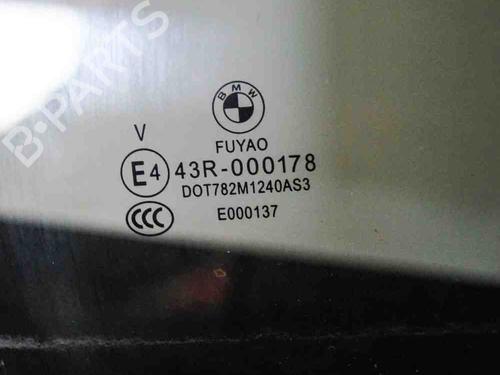 B-PARTS
BMW
FUYAO
V
E4 43R-000178
DOT782M1240AS3
CCC E000137